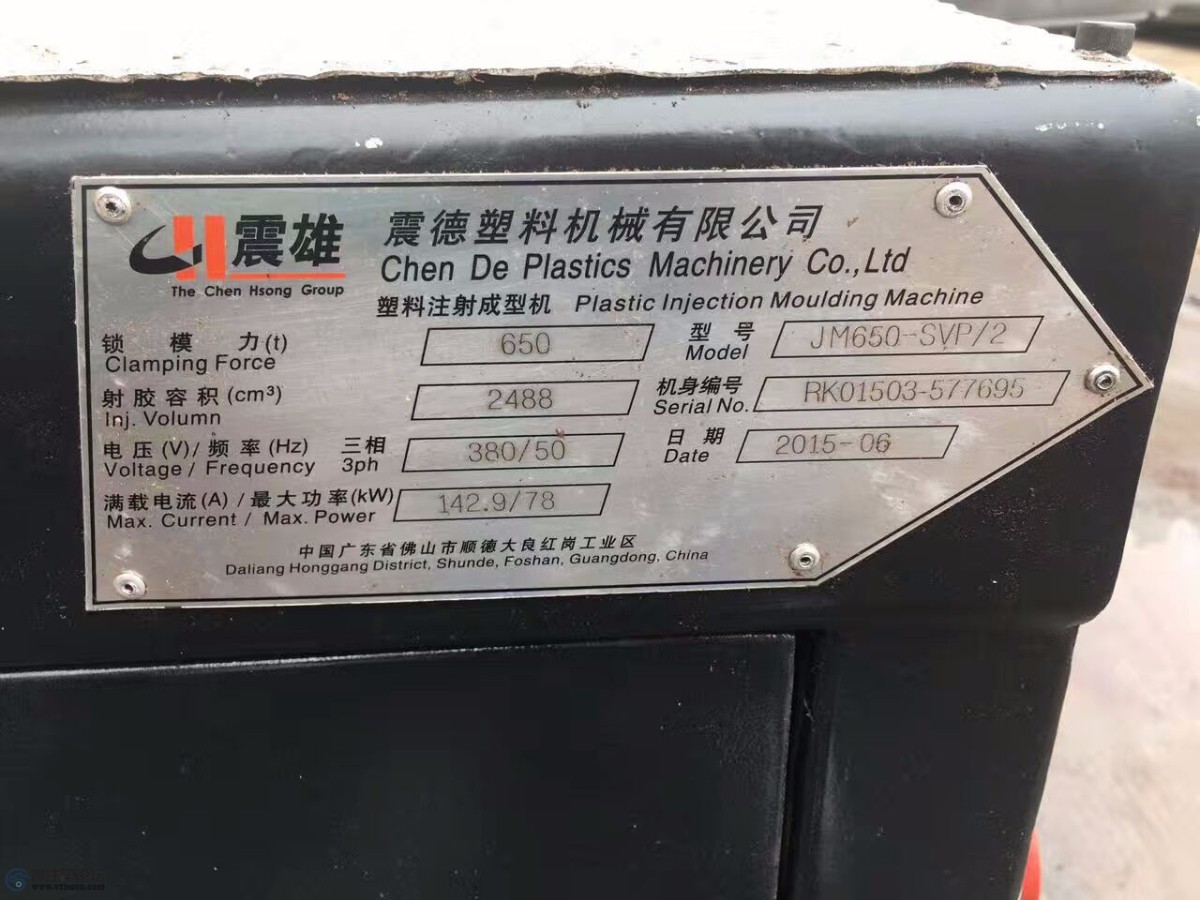 震雄
The Chen Hsong Group
震德塑料机械有限公司
Chen De Plastics Machinery Co.,Ltd
塑料注射成型机 Plastic Injection Moulding Machine
锁模力(t) 650 型号 JM650-SVP/2
Clamping Force Model
射胶容积(cm³) 2488 机身编号 RK01503-577695
Inj. Volumn Serial No.
电压(V)/频率(Hz) 三相 380/50 日期 2015-06
Voltage / Frequency 3ph Date
满载电流(A)/最大功率(kW) 142.9/78
Max. Current / Max. Power
中国广东省佛山市顺德大良红岗工业区
Daliang Honggang District, Shunde, Foshan, Guangdong, China